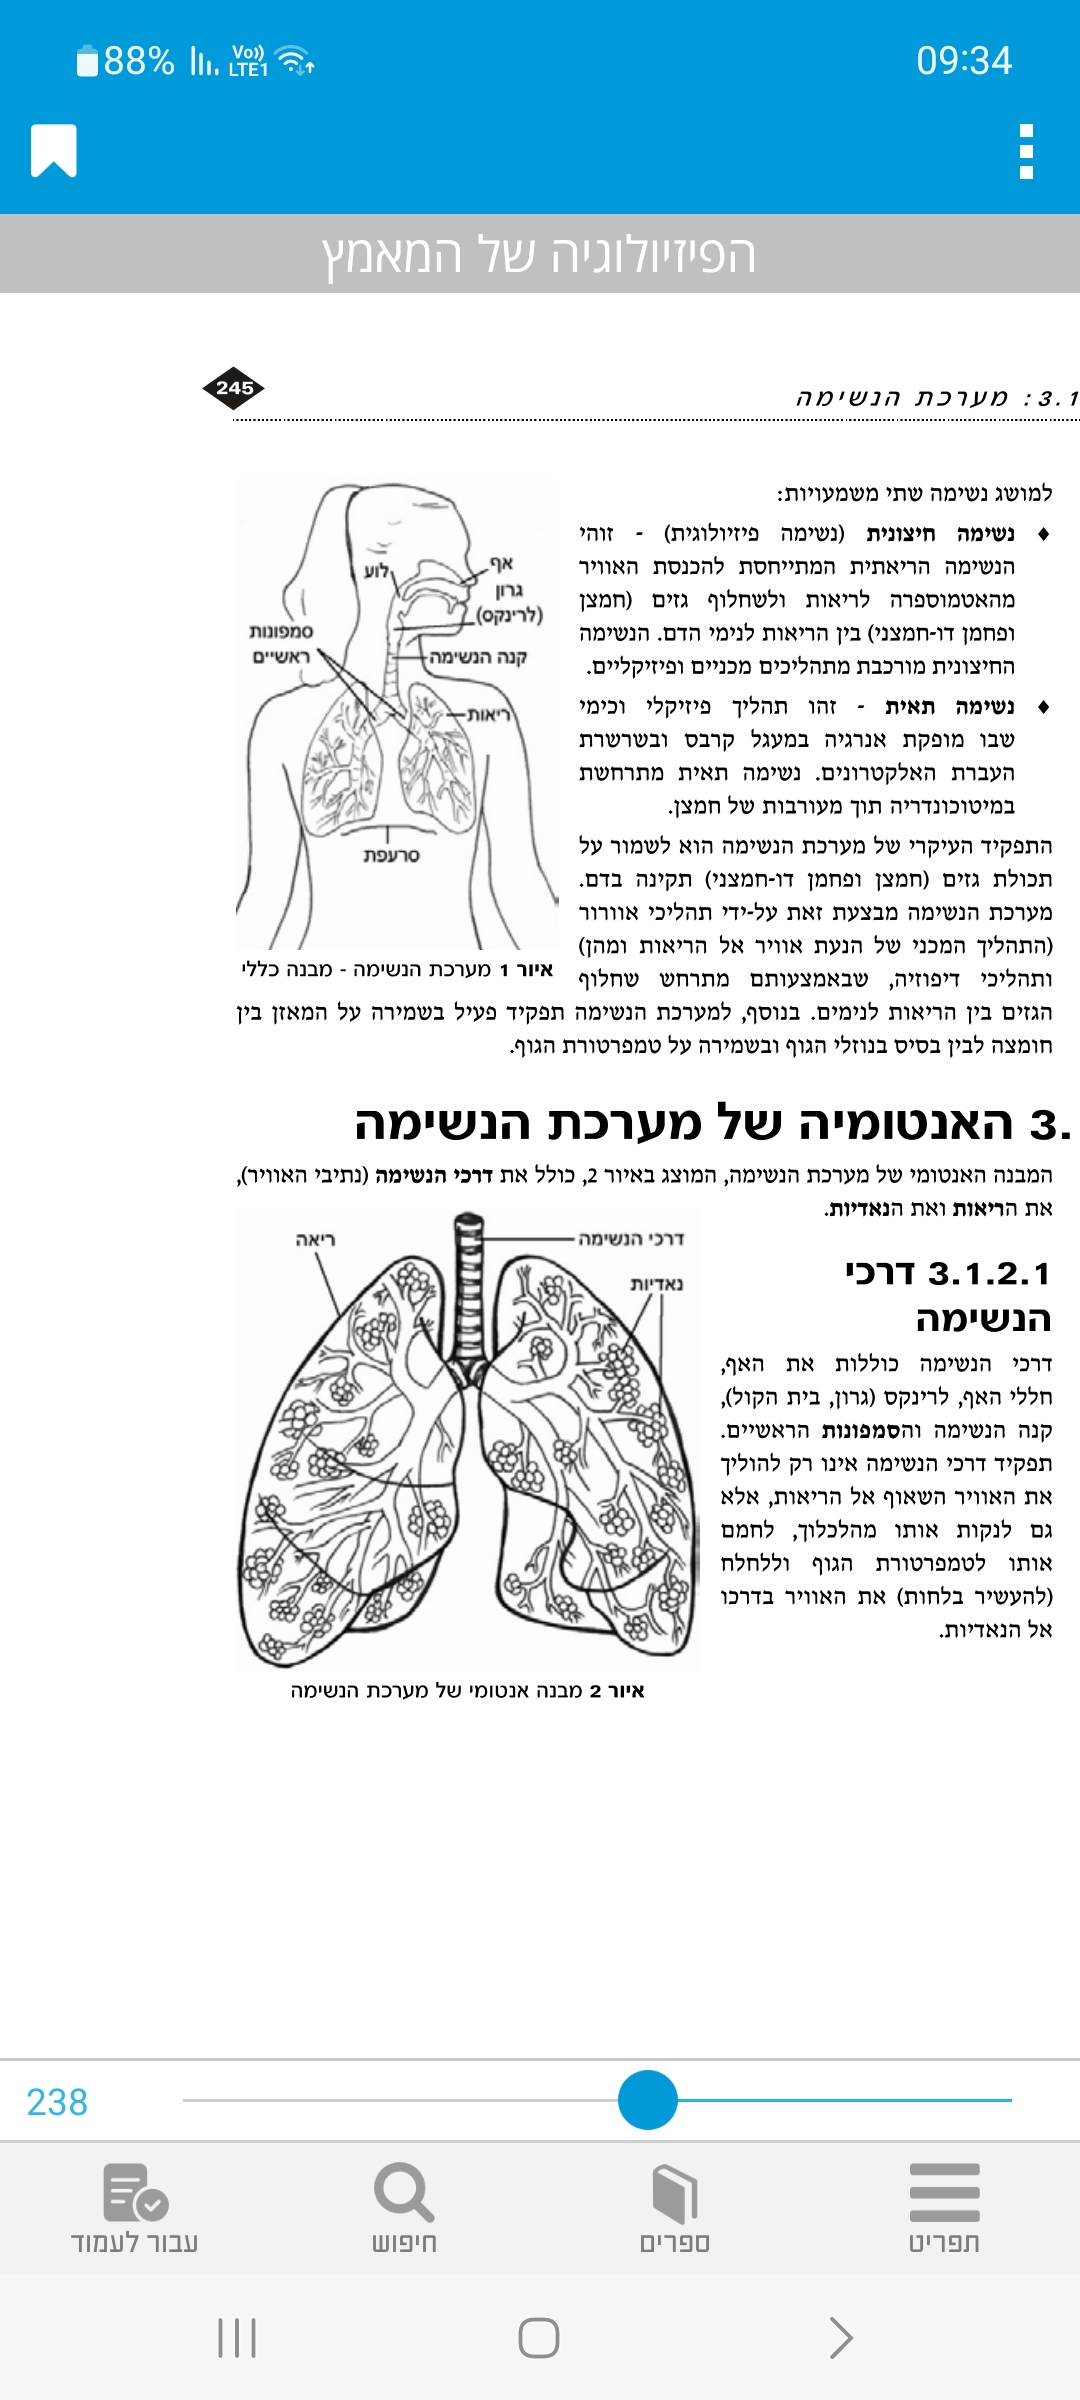 88% Vo)) LTE1 09:34
הפיזיולוגיה של המאמץ
3.1: מערכת הנשימה
245
למושג נשימה שתי משמעויות:
♦ נשימה חיצונית (נשימה פיזיולוגית) - זוהי
הנשימה הריאתית המתייחסת להכנסת האוויר
מהאטמוספרה לריאות ולשחלוף גזים (חמצן
ופחמן דו-חמצני) בין הריאות לנימי הדם. הנשימה
החיצונית מורכבת מתהליכים מכניים ופיזיקליים.
♦ נשימה תאית - זהו תהליך פיזיקלי וכימי
שבו מופקת אנרגיה במעגל קרבס ובשרשרת
העברת האלקטרונים. נשימה תאית מתרחשת
במיטוכונדריה תוך מעורבות של חמצן.
התפקיד העיקרי של מערכת הנשימה הוא לשמור על
תכולת גזים (חמצן ופחמן דו-חמצני) תקינה בדם.
מערכת הנשימה מבצעת זאת על-ידי תהליכי אוורור
(התהליך המכני של הנעת אוויר אל הריאות ומהן)
ותהליכי דיפוזיה, שבאמצעותם מתרחש שחלוף
הגזים בין הריאות לנימים. בנוסף, למערכת הנשימה תפקיד פעיל בשמירה על המאזן בין
חומצה לבין בסיס בנוזלי הגוף ובשמירה על טמפרטורת הגוף.
אף
לוע
גרון
(לרינקס)
סמפונות
ראשיים
קנה הנשימה
ריאות
סרעפת
איור 1 מערכת הנשימה - מבנה כללי
3. האנטומיה של מערכת הנשימה
המבנה האנטומי של מערכת הנשימה, המוצג באיור 2, כולל את דרכי הנשימה (נתיבי האוויר),
את הריאות ואת הנאדיות.
3.1.2.1 דרכי
הנשימה
דרכי הנשימה כוללות את האף,
חללי האף, לרינקס (גרון, בית הקול),
קנה הנשימה והסמפונות הראשיים.
תפקיד דרכי הנשימה אינו רק להוליך
את האוויר השאוף אל הריאות, אלא
גם לנקות אותו מהלכלוך, לחמם
אותו לטמפרטורת הגוף וללחלח
(להעשיר בלחות) את האוויר בדרכו
אל הנאדיות.
דרכי הנשימה
ריאה
נאדיות
איור 2 מבנה אנטומי של מערכת הנשימה
238
תפריט
ספרים
חיפוש
עבור לעמוד